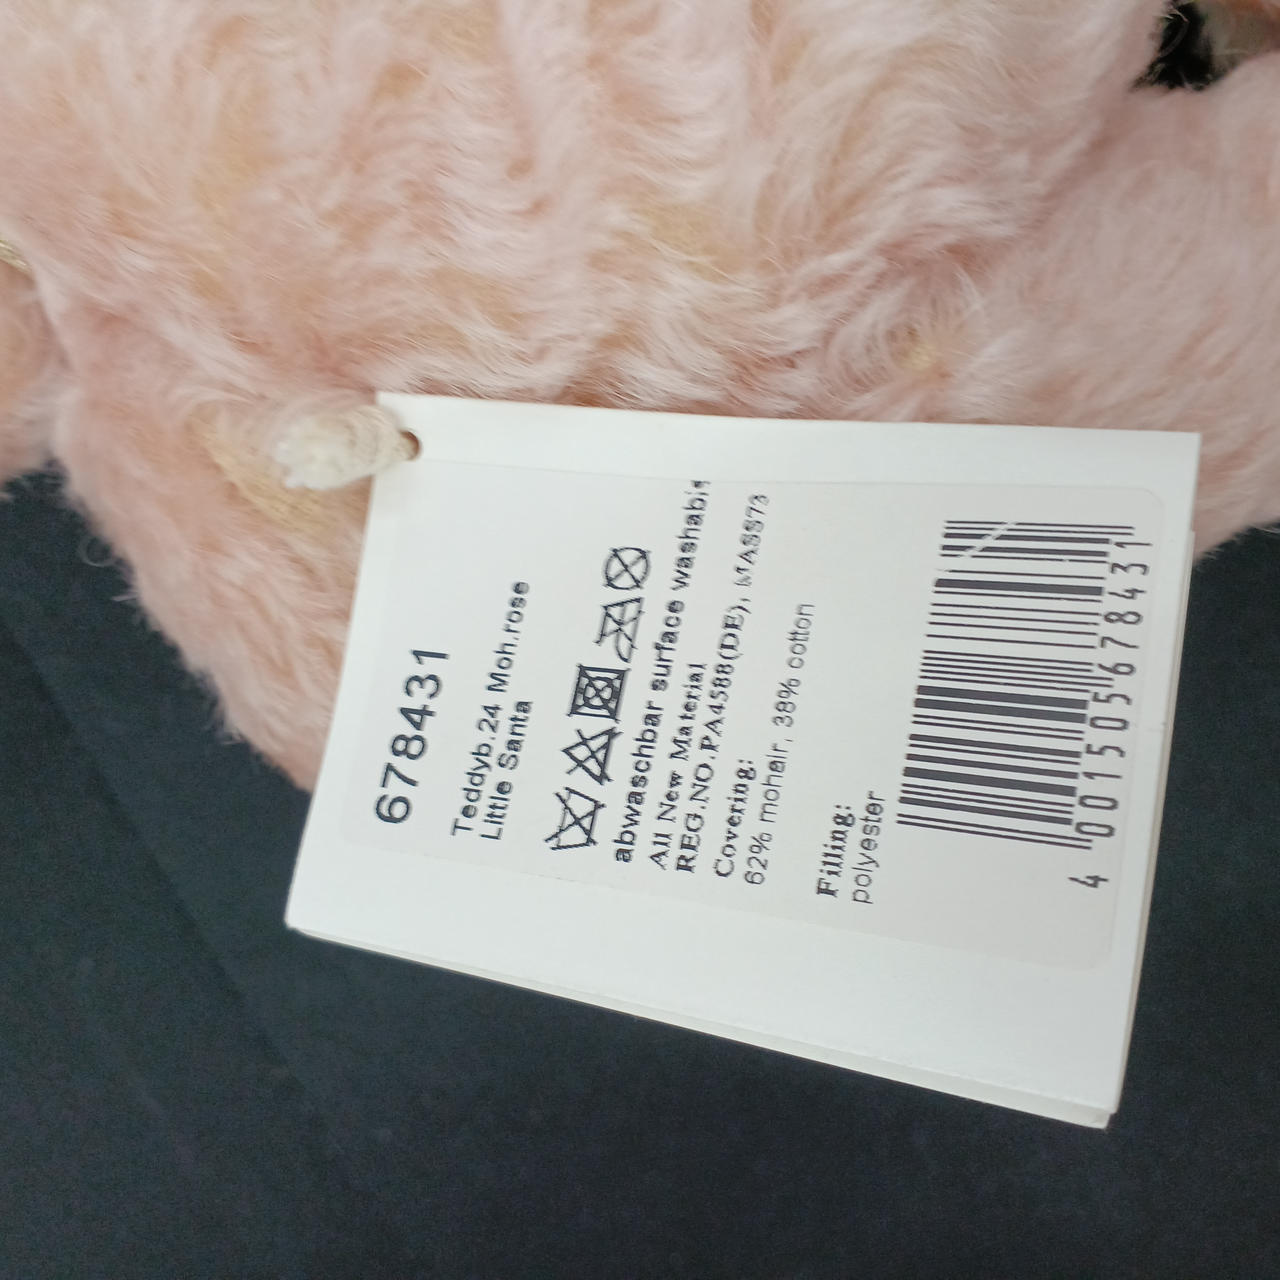 678431
Teddyb.24 Moh.rose
Little Santa
abwaschbar surface washable
All New Material
REG.NO.PA4588(DE), MASS73
Covering:
62% mohair, 38% cotton
Filling:
polyester
4 001505 678431